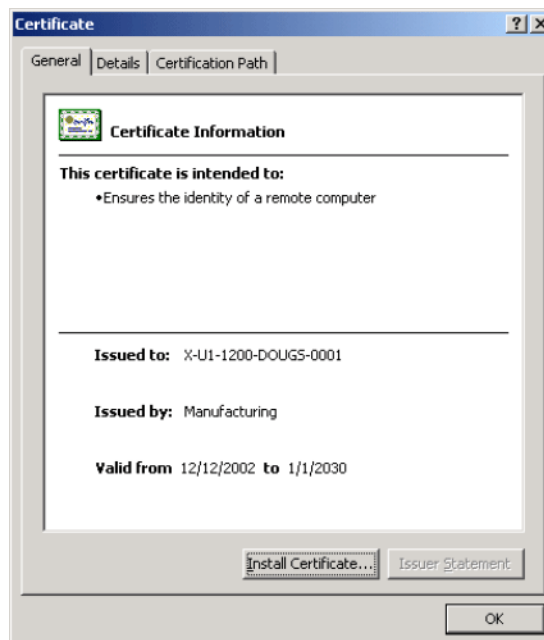 Certificate
General Details Certification Path
Certificate Information
This certificate is intended to:
•Ensures the identity of a remote computer
Issued to: X-U1-1200-DOUGS-0001
Issued by: Manufacturing
Valid from 12/12/2002 to 1/1/2030
Install Certificate... Issuer Statement
OK